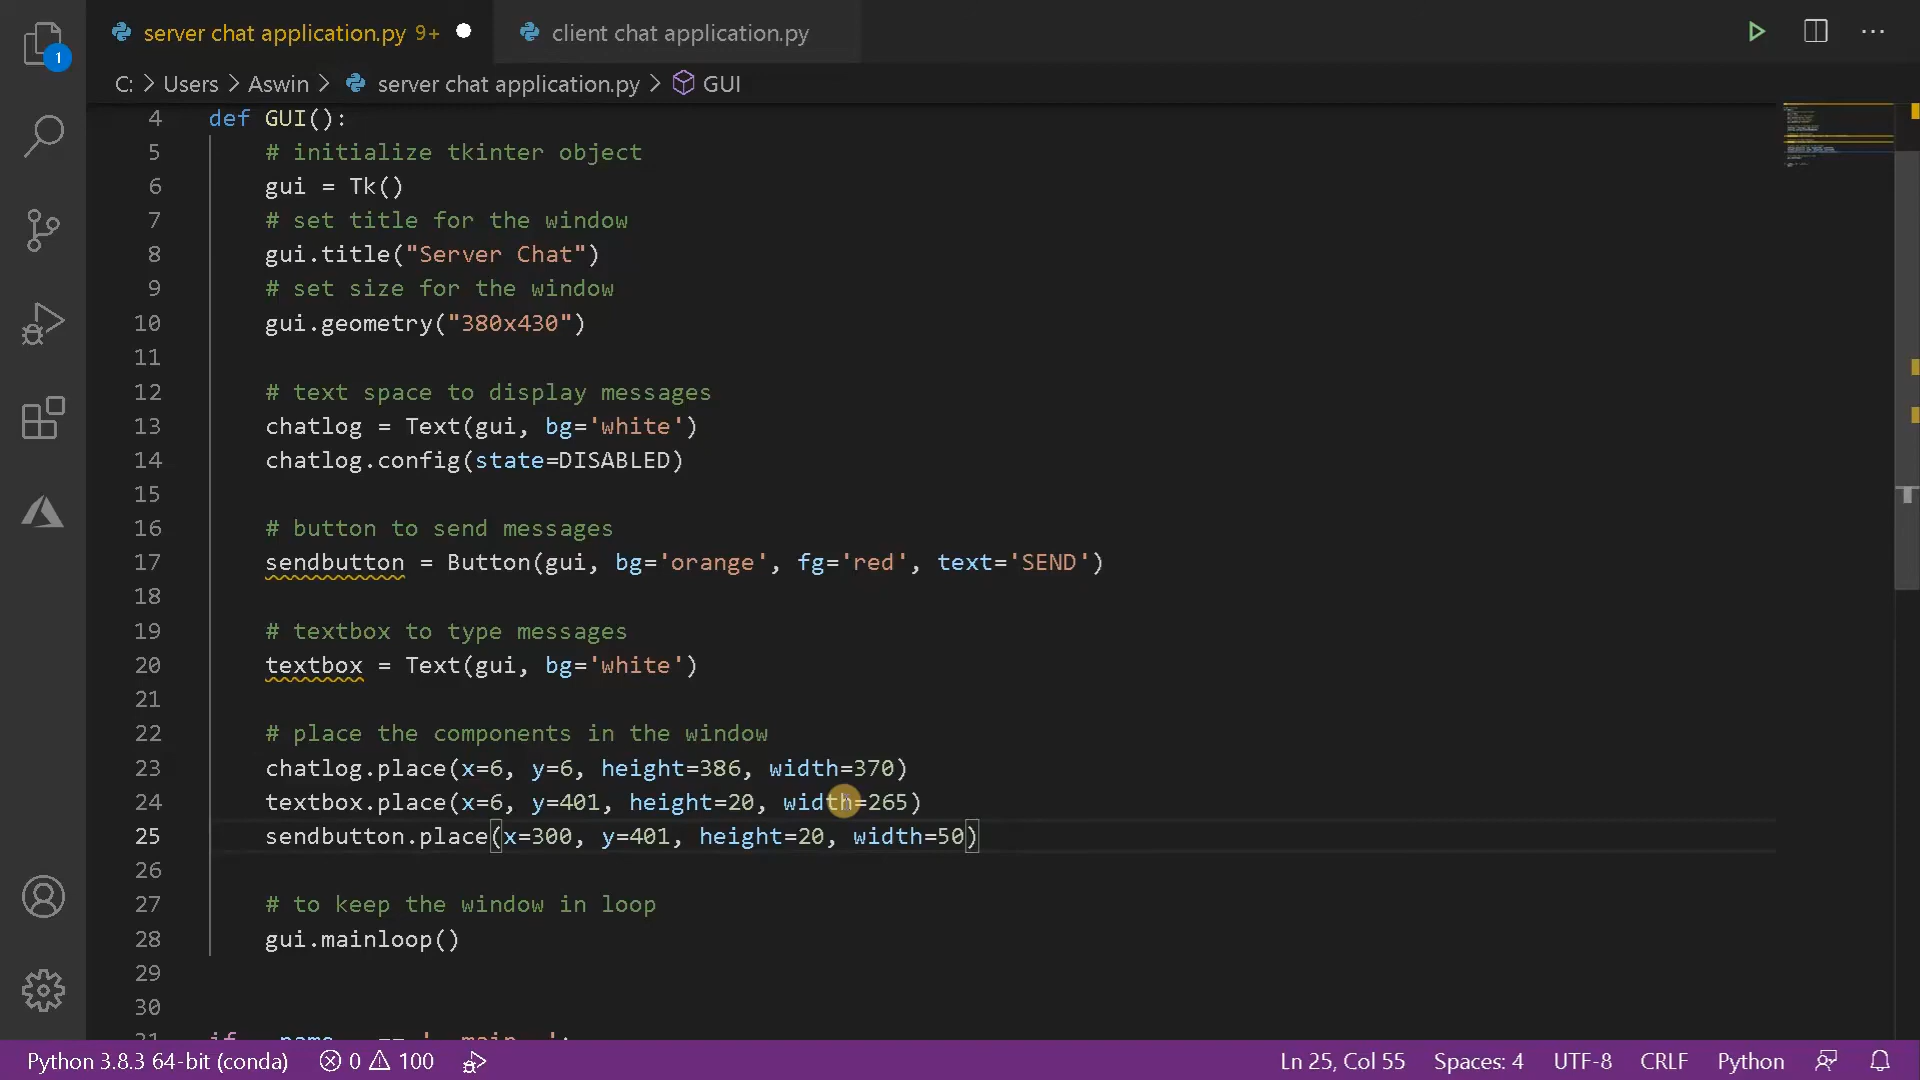 server chat application.py 9+
client chat application.py
1
C: > Users > Aswin > server chat application.py > GUI
4 def GUI():
5 # initialize tkinter object
6 gui = Tk()
7 # set title for the window
8 gui.title("Server Chat")
9 # set size for the window
10 gui.geometry("380x430")
11
12 # text space to display messages
13 chatlog = Text(gui, bg='white')
14 chatlog.config(state=DISABLED)
15
16 # button to send messages
17 sendbutton = Button(gui, bg='orange', fg='red', text='SEND')
18
19 # textbox to type messages
20 textbox = Text(gui, bg='white')
21
22 # place the components in the window
23 chatlog.place(x=6, y=6, height=386, width=370)
24 textbox.place(x=6, y=401, height=20, width=265)
25 sendbutton.place(x=300, y=401, height=20, width=50)
26
27 # to keep the window in loop
28 gui.mainloop()
29
30
Python 3.8.3 64-bit (conda) 0 100 Ln 25, Col 55 Spaces: 4 UTF-8 CRLF Python